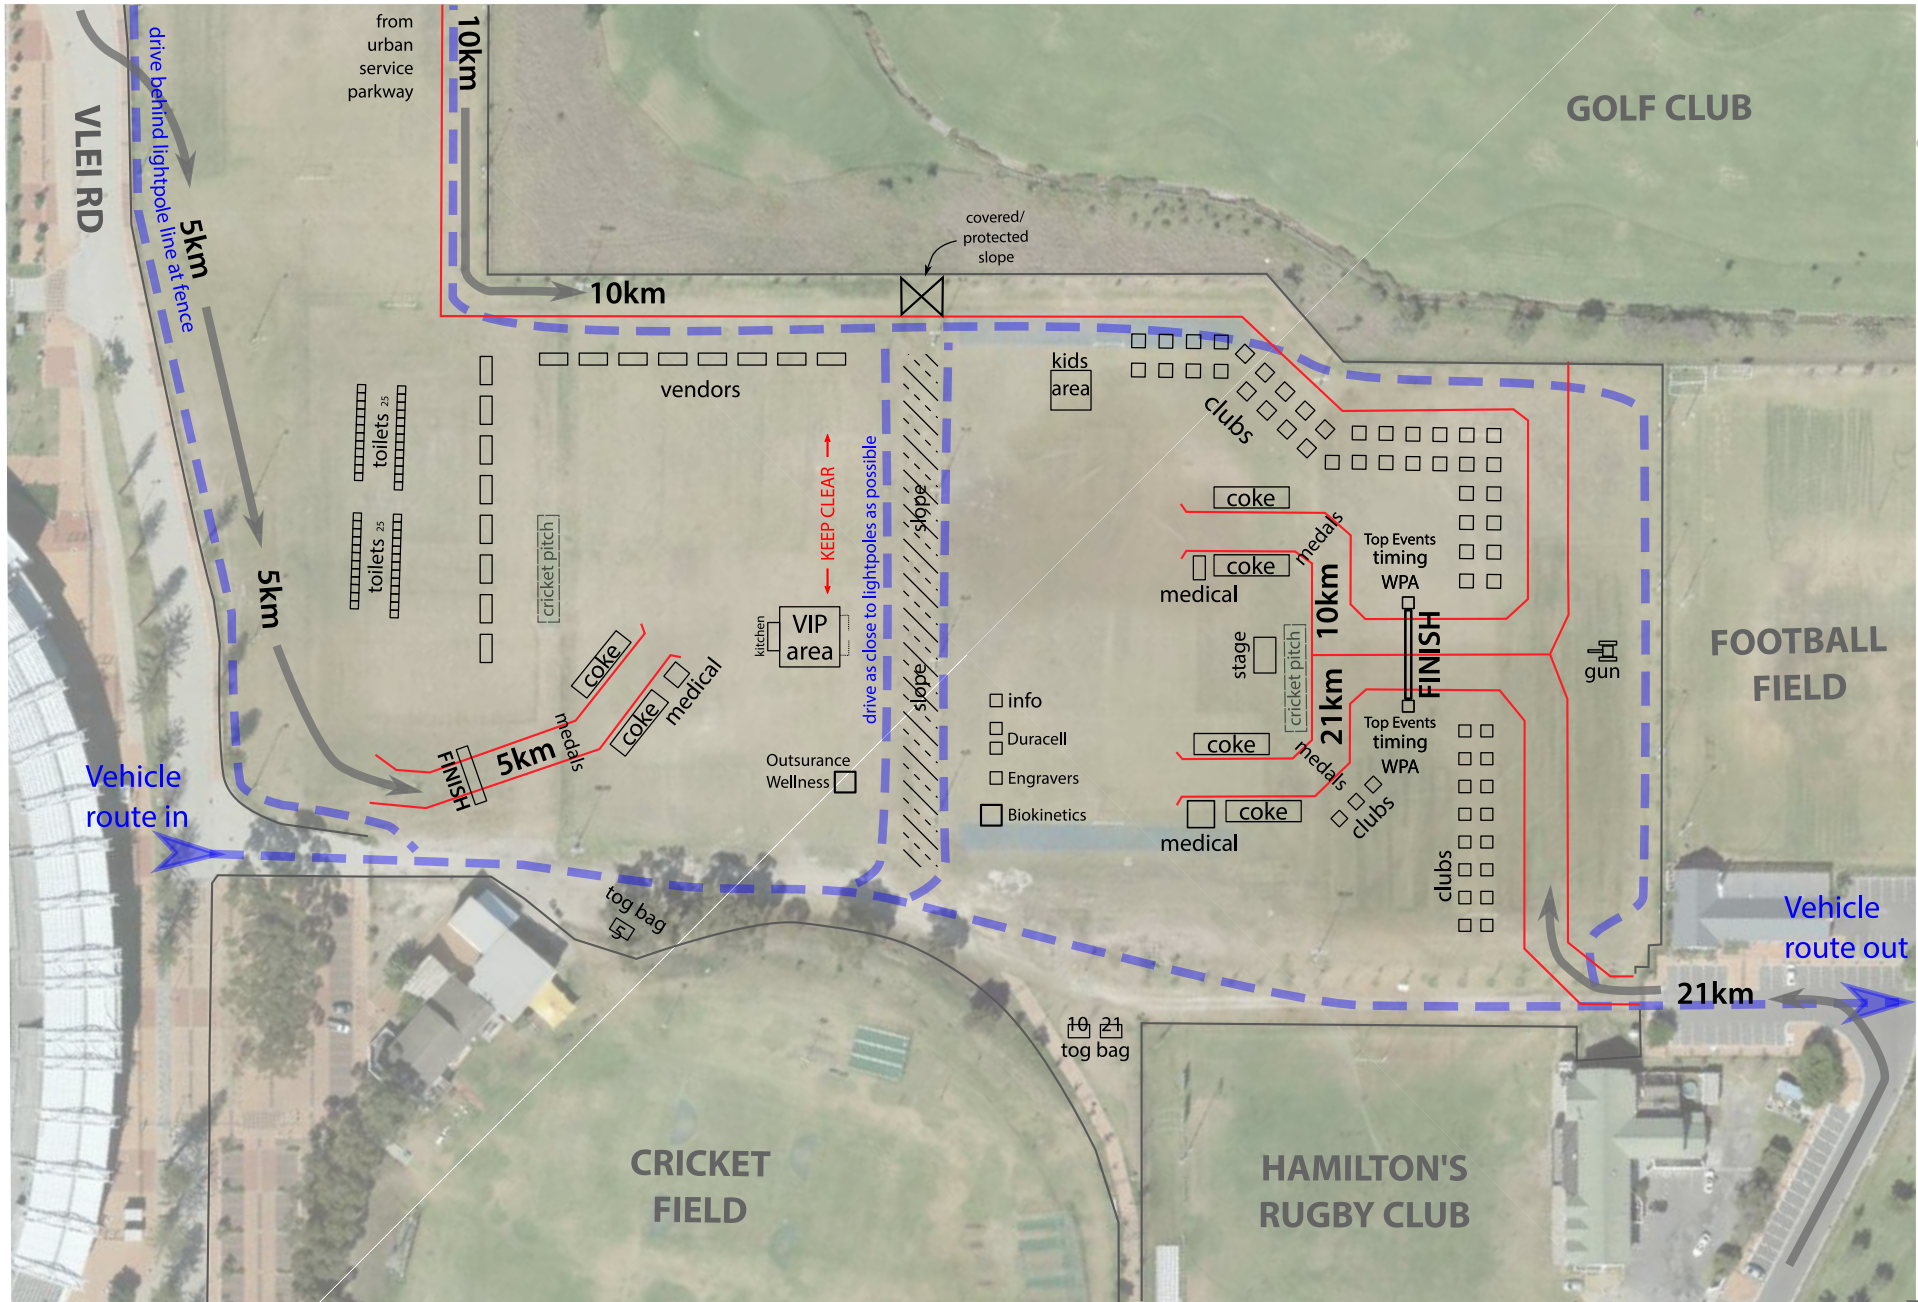 from
urban
service
parkway
10km
drive behind lightpole line at fence
VLEI RD
GOLF CLUB
5km
covered/
protected
slope
10km
kids
area
vendors
clubs
toilets 25
KEEP CLEAR
drive as close to lightpoles as possible
slope
coke
medals
Top Events
timing
WPA
cricket pitch
toilets 25
5km
coke
medical
10km
FINISH
kitchen
VIP
area
stage
cricket pitch
gun
FOOTBALL
FIELD
coke
coke
medical
slope
info
21km
medals
5km
FINISH
Duracell
coke
medals
Top Events
timing
WPA
Outsurance
Wellness
Engravers
Biokinetics
coke
medical
clubs
clubs
Vehicle
route in
tog bag
5
Vehicle
route out
21km
10 21
tog bag
CRICKET
FIELD
HAMILTON'S
RUGBY CLUB